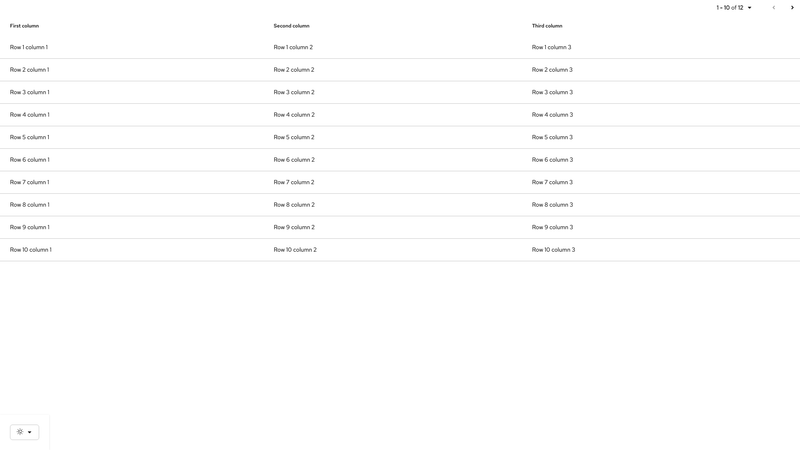 1 - 10 of 12
First column Second column Third column
Row 1 column 1 Row 1 column 2 Row 1 column 3
Row 2 column 1 Row 2 column 2 Row 2 column 3
Row 3 column 1 Row 3 column 2 Row 3 column 3
Row 4 column 1 Row 4 column 2 Row 4 column 3
Row 5 column 1 Row 5 column 2 Row 5 column 3
Row 6 column 1 Row 6 column 2 Row 6 column 3
Row 7 column 1 Row 7 column 2 Row 7 column 3
Row 8 column 1 Row 8 column 2 Row 8 column 3
Row 9 column 1 Row 9 column 2 Row 9 column 3
Row 10 column 1 Row 10 column 2 Row 10 column 3